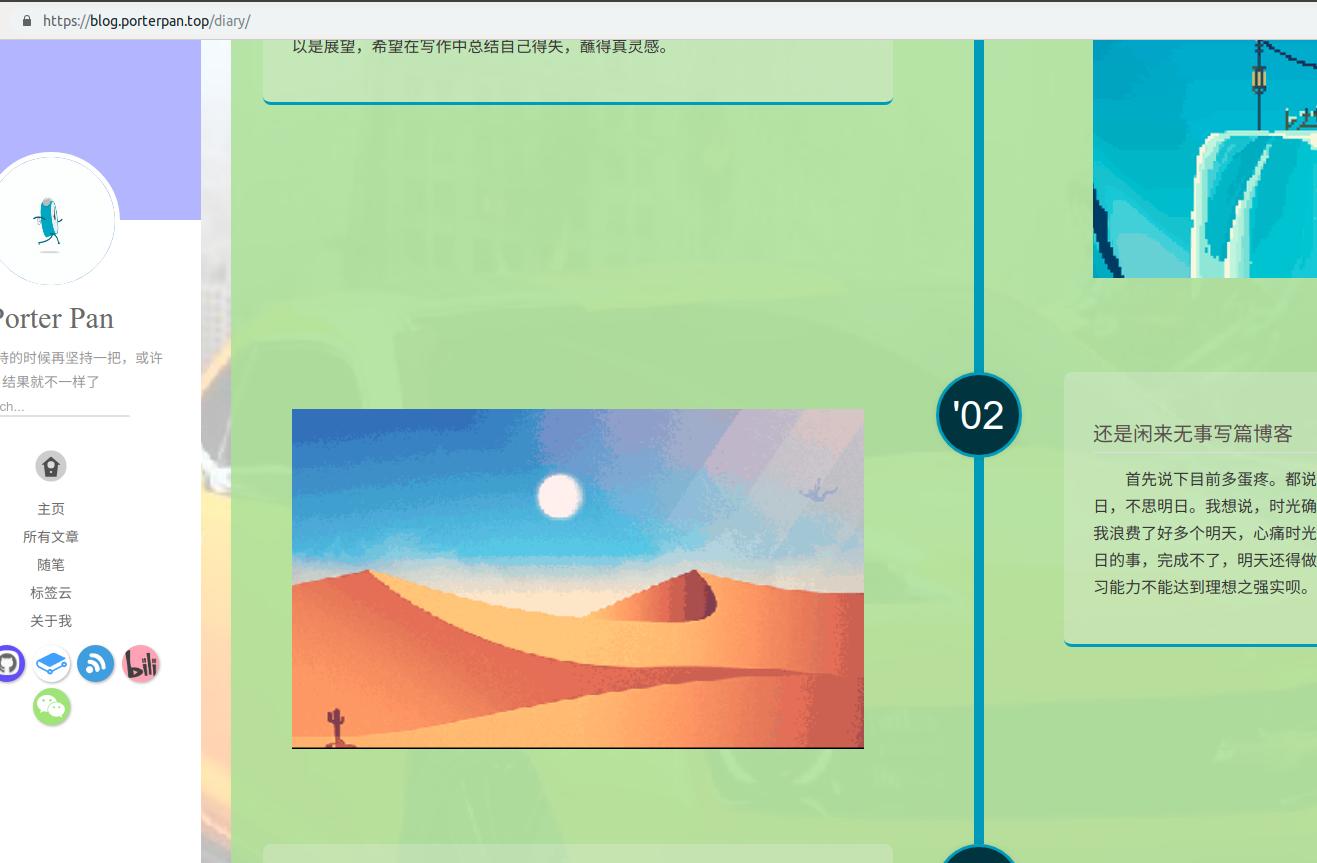 https://blog.porterpan.top/diary/
以是展望，希望在写作中总结自己得失，蘸得真灵感。
Porter Pan
持的时候再坚持一把，或许
结果就不一样了
ch...
主页
所有文章
随笔
标签云
关于我
bili
'02
还是闲来无事写篇博客
首先说下目前多蛋疼。都说
日，不思明日。我想说，时光确
我浪费了好多个明天，心痛时光
日的事，完成不了，明天还得做
习能力不能达到理想之强实呗。